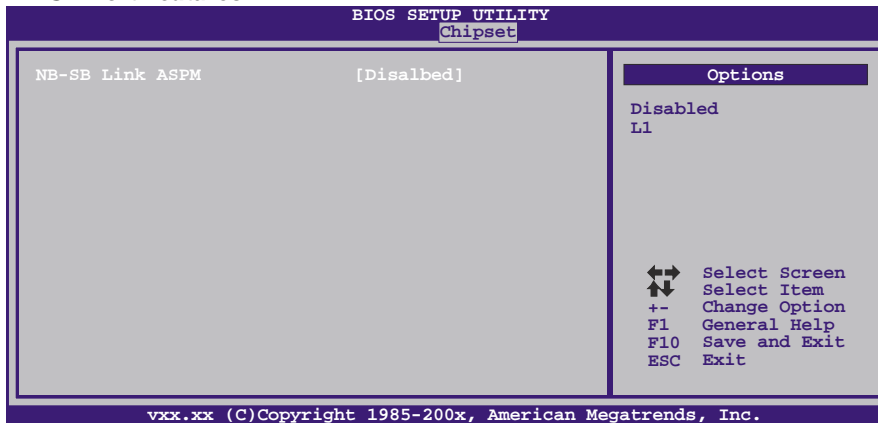 BIOS SETUP UTILITY
Chipset
NB-SB Link ASPM [Disalbed]
Options
Disabled
L1
Select Screen
Select Item
+- Change Option
F1 General Help
F10 Save and Exit
ESC Exit
vxx.xx (C)Copyright 1985-200x, American Megatrends, Inc.